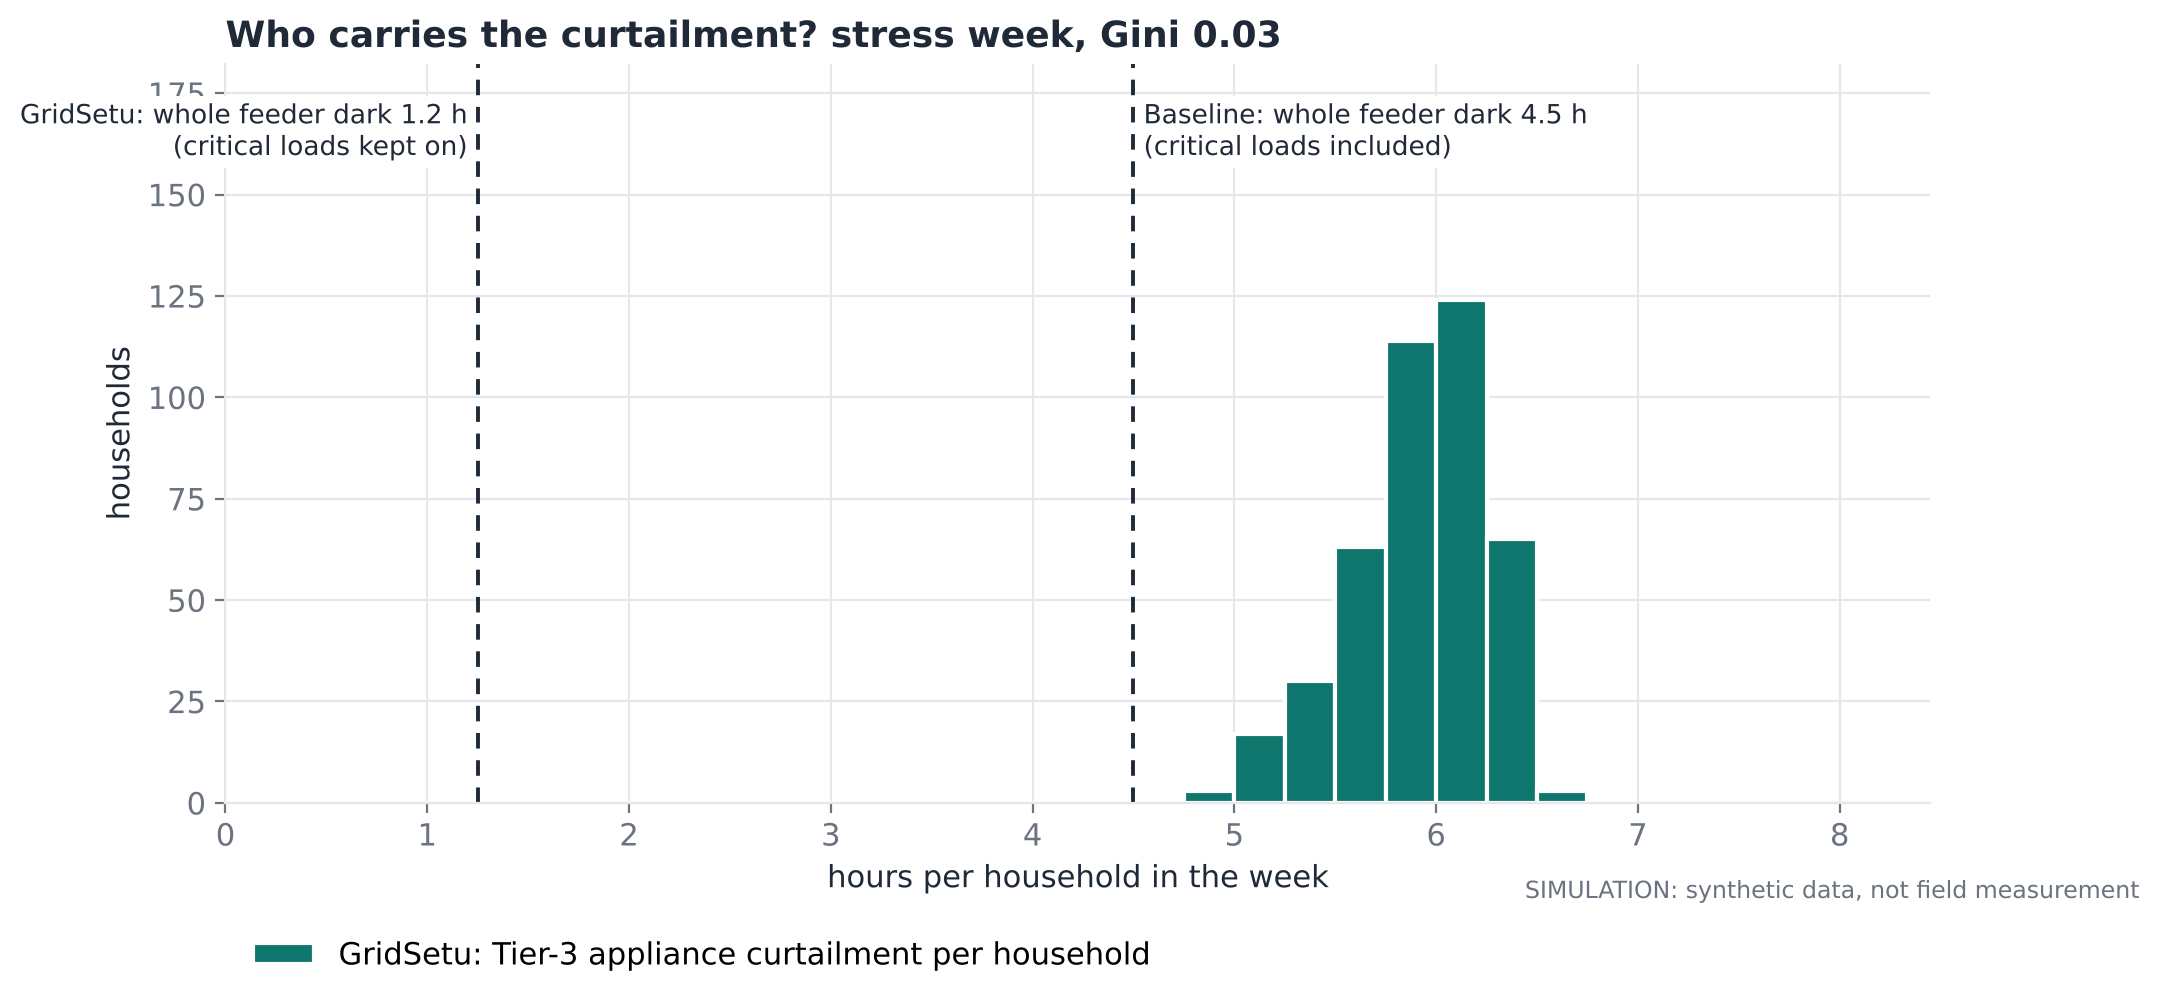 Who carries the curtailment? stress week, Gini 0.03
175
GridSetu: whole feeder dark 1.2 h
(critical loads kept on)
Baseline: whole feeder dark 4.5 h
(critical loads included)
150
125
100
75
50
25
0
households
0 1 2 3 4 5 6 7 8
hours per household in the week
SIMULATION: synthetic data, not field measurement
GridSetu: Tier-3 appliance curtailment per household